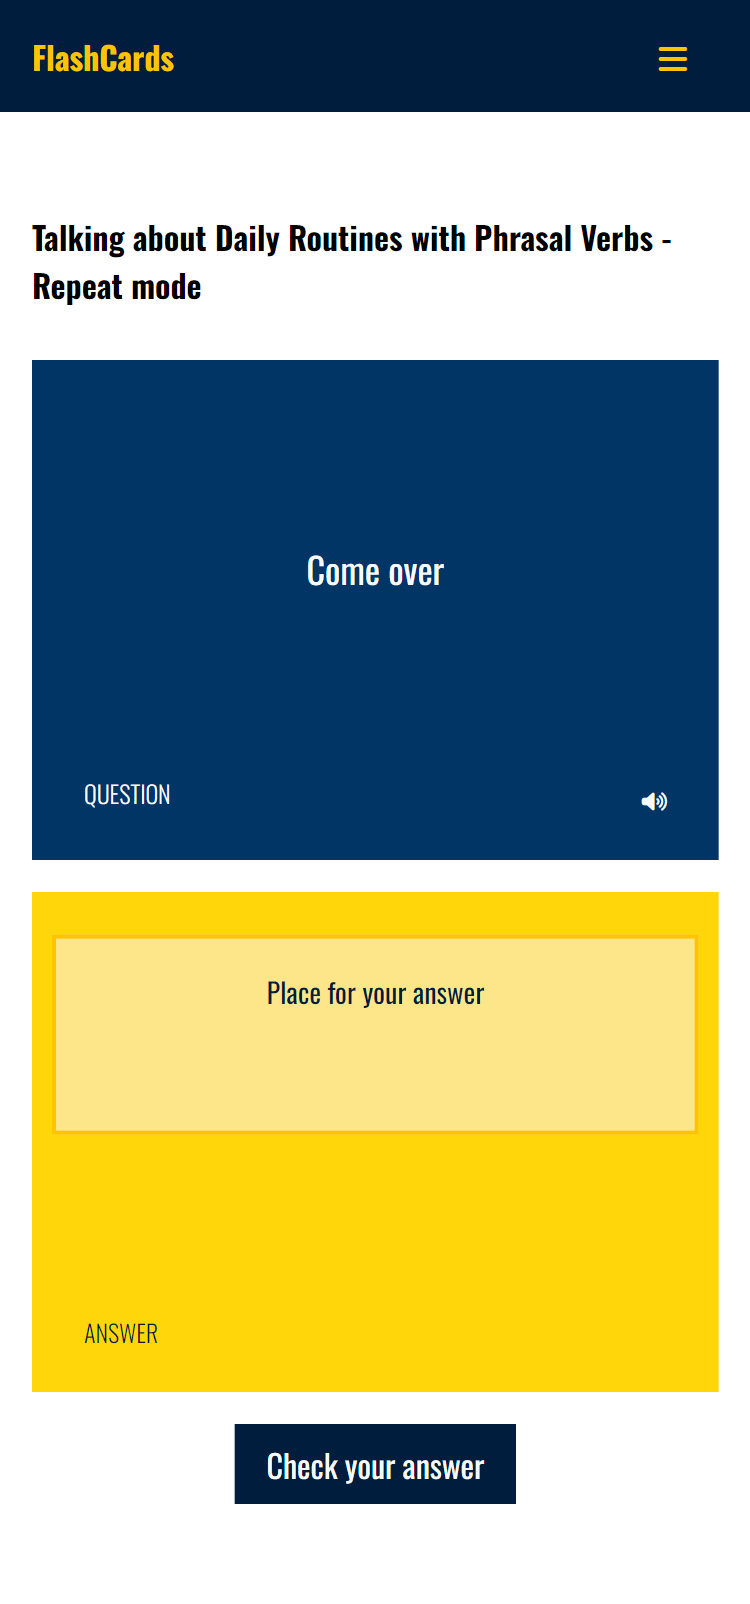 FlashCards
Talking about Daily Routines with Phrasal Verbs -
Repeat mode
Come over
QUESTION
Place for your answer
ANSWER
Check your answer